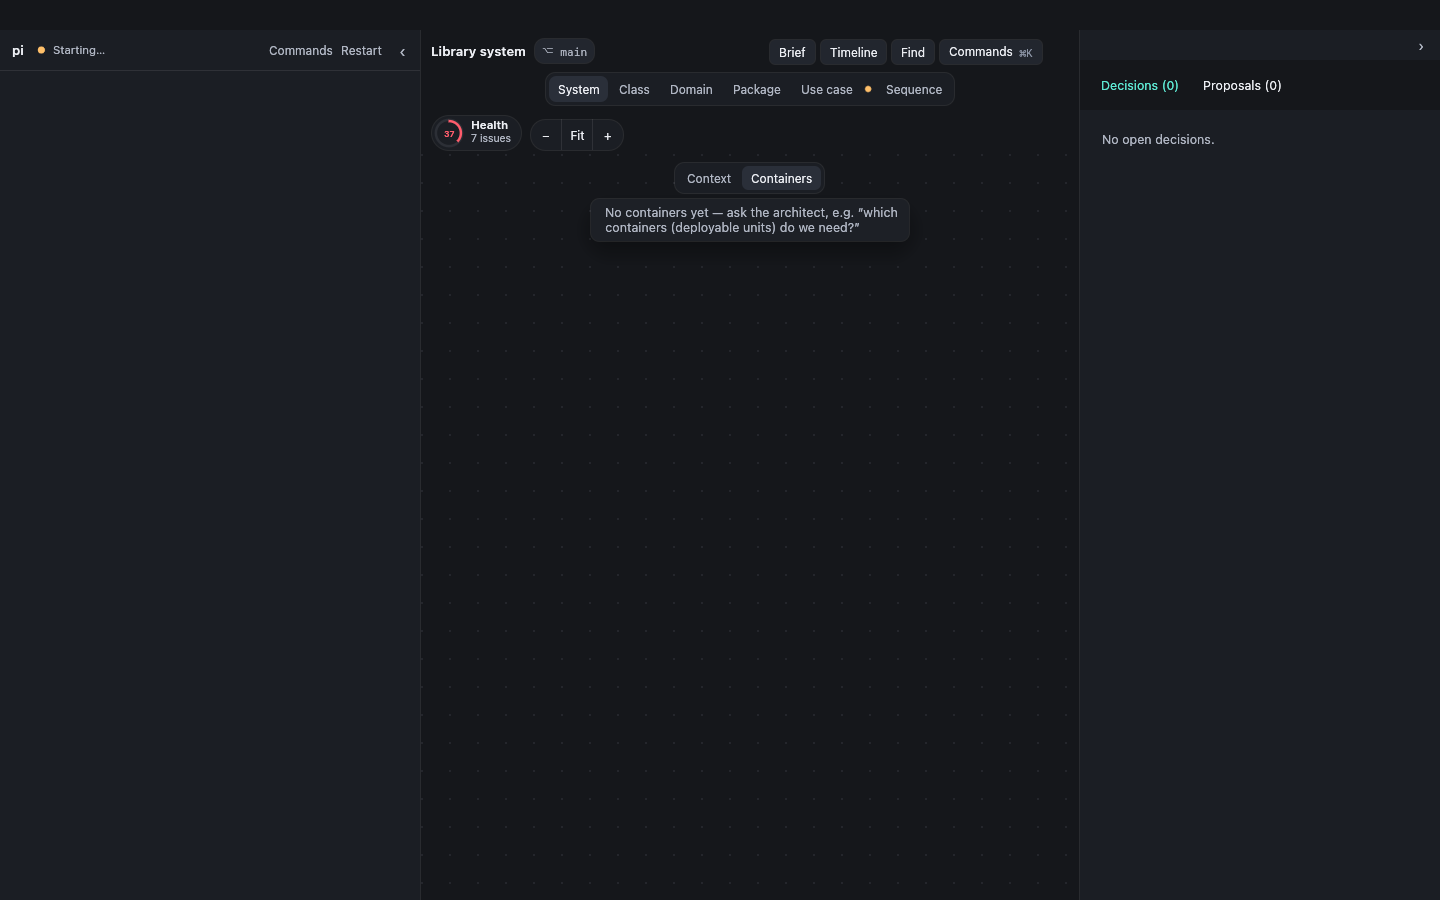 pi Starting... Commands Restart ‹
Library system ⌥ main Brief Timeline Find Commands ⌘K ›
System Class Domain Package Use case Sequence
Decisions (0) Proposals (0)
37 Health
7 issues
− Fit +
No open decisions.
Context Containers
No containers yet — ask the architect, e.g. "which
containers (deployable units) do we need?"